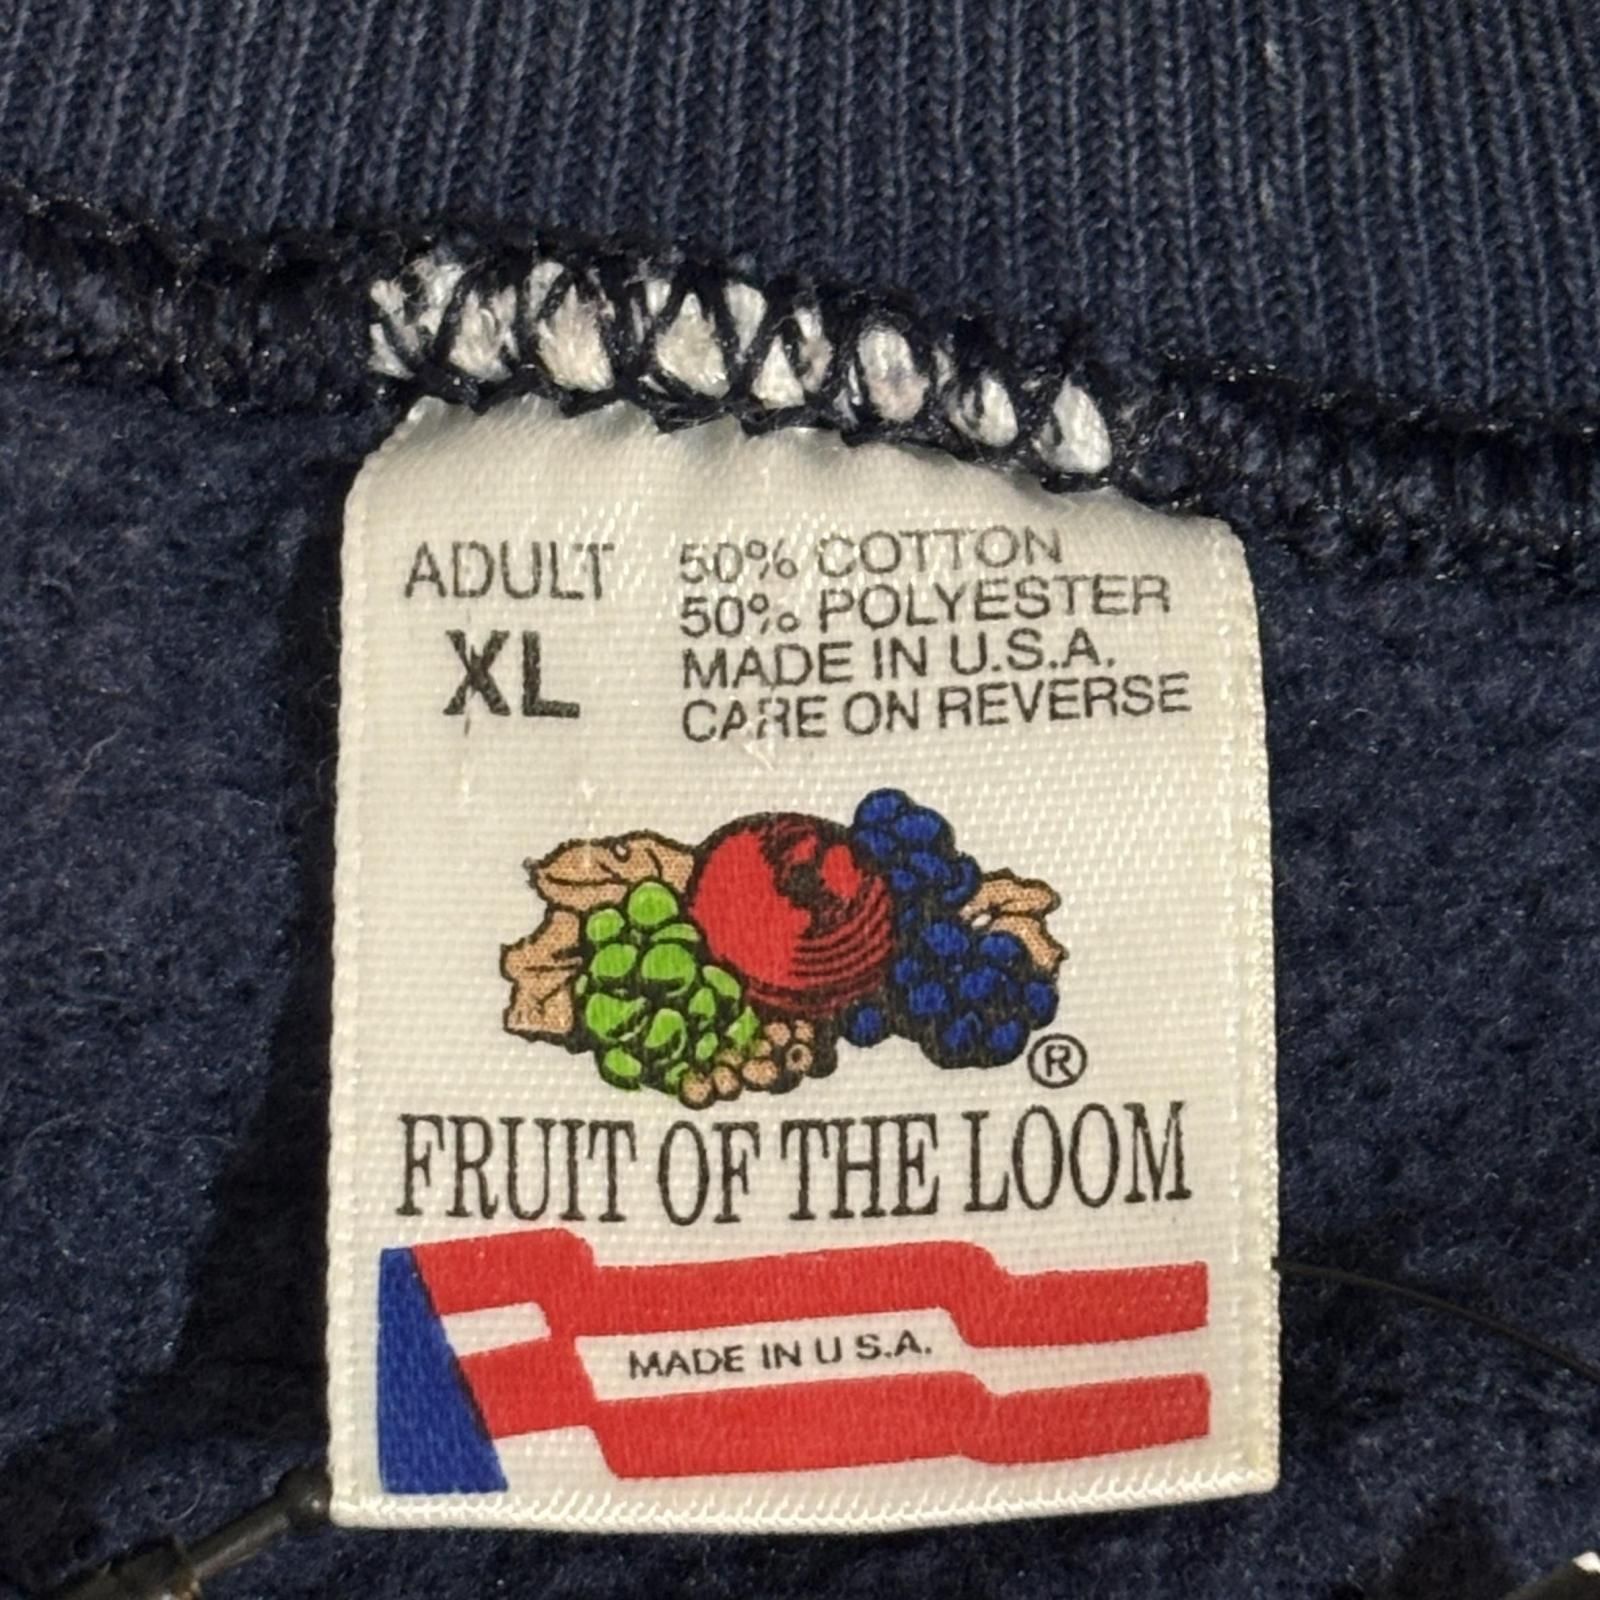 ADULT
XL
50% COTTON
50% POLYESTER
MADE IN U.S.A.
CARE ON REVERSE
®
FRUIT OF THE LOOM
MADE IN U S.A.